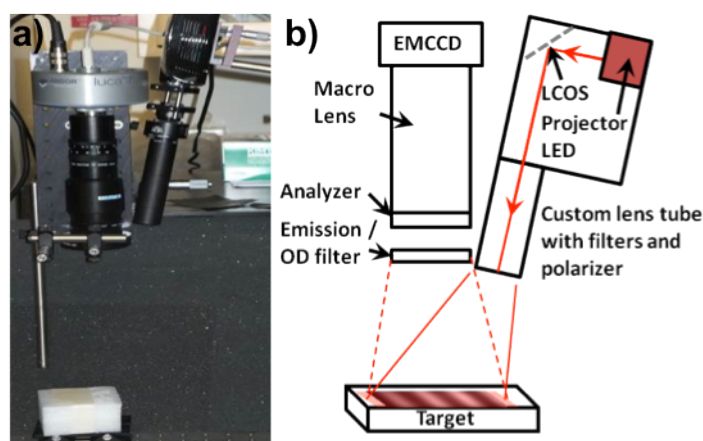 a)
ANDOR
luca
b)
EMCCD
Macro
Lens
LCOS
Projector
LED
Analyzer
Emission /
OD filter
Custom lens tube
with filters and
polarizer
Target